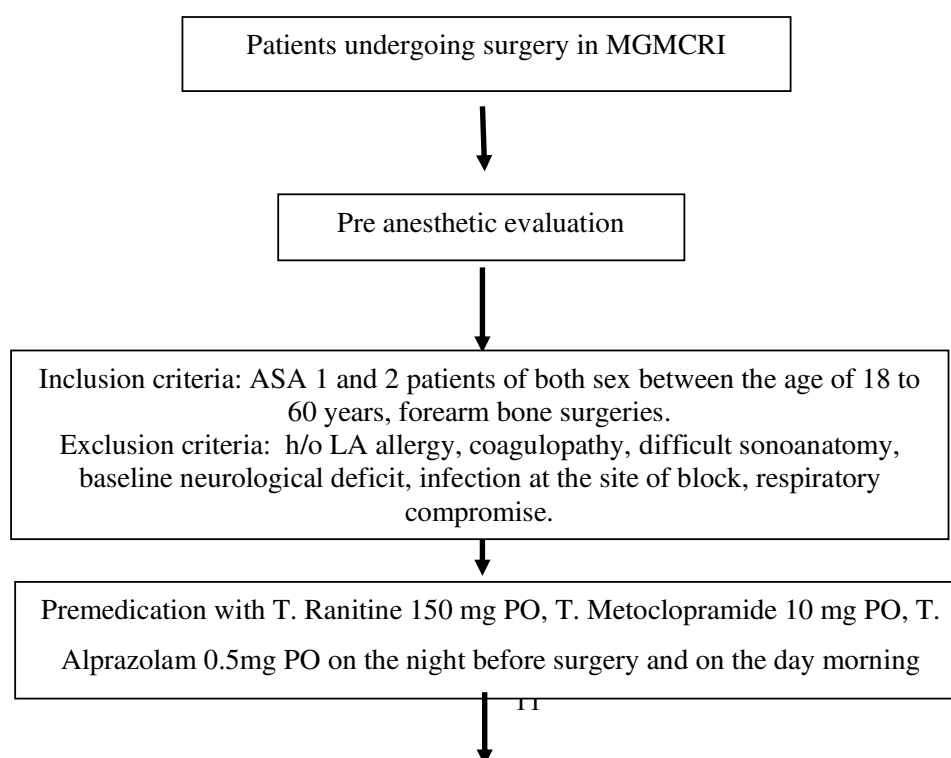 Patients undergoing surgery in MGMCRI
Pre anesthetic evaluation
Inclusion criteria: ASA 1 and 2 patients of both sex between the age of 18 to
60 years, forearm bone surgeries.
Exclusion criteria:  h/o LA allergy, coagulopathy, difficult sonoanatomy,
baseline neurological deficit, infection at the site of block, respiratory
compromise.
Premedication with T. Ranitine 150 mg PO, T. Metoclopramide 10 mg PO, T.
Alprazolam 0.5mg PO on the night before surgery and on the day morning
11